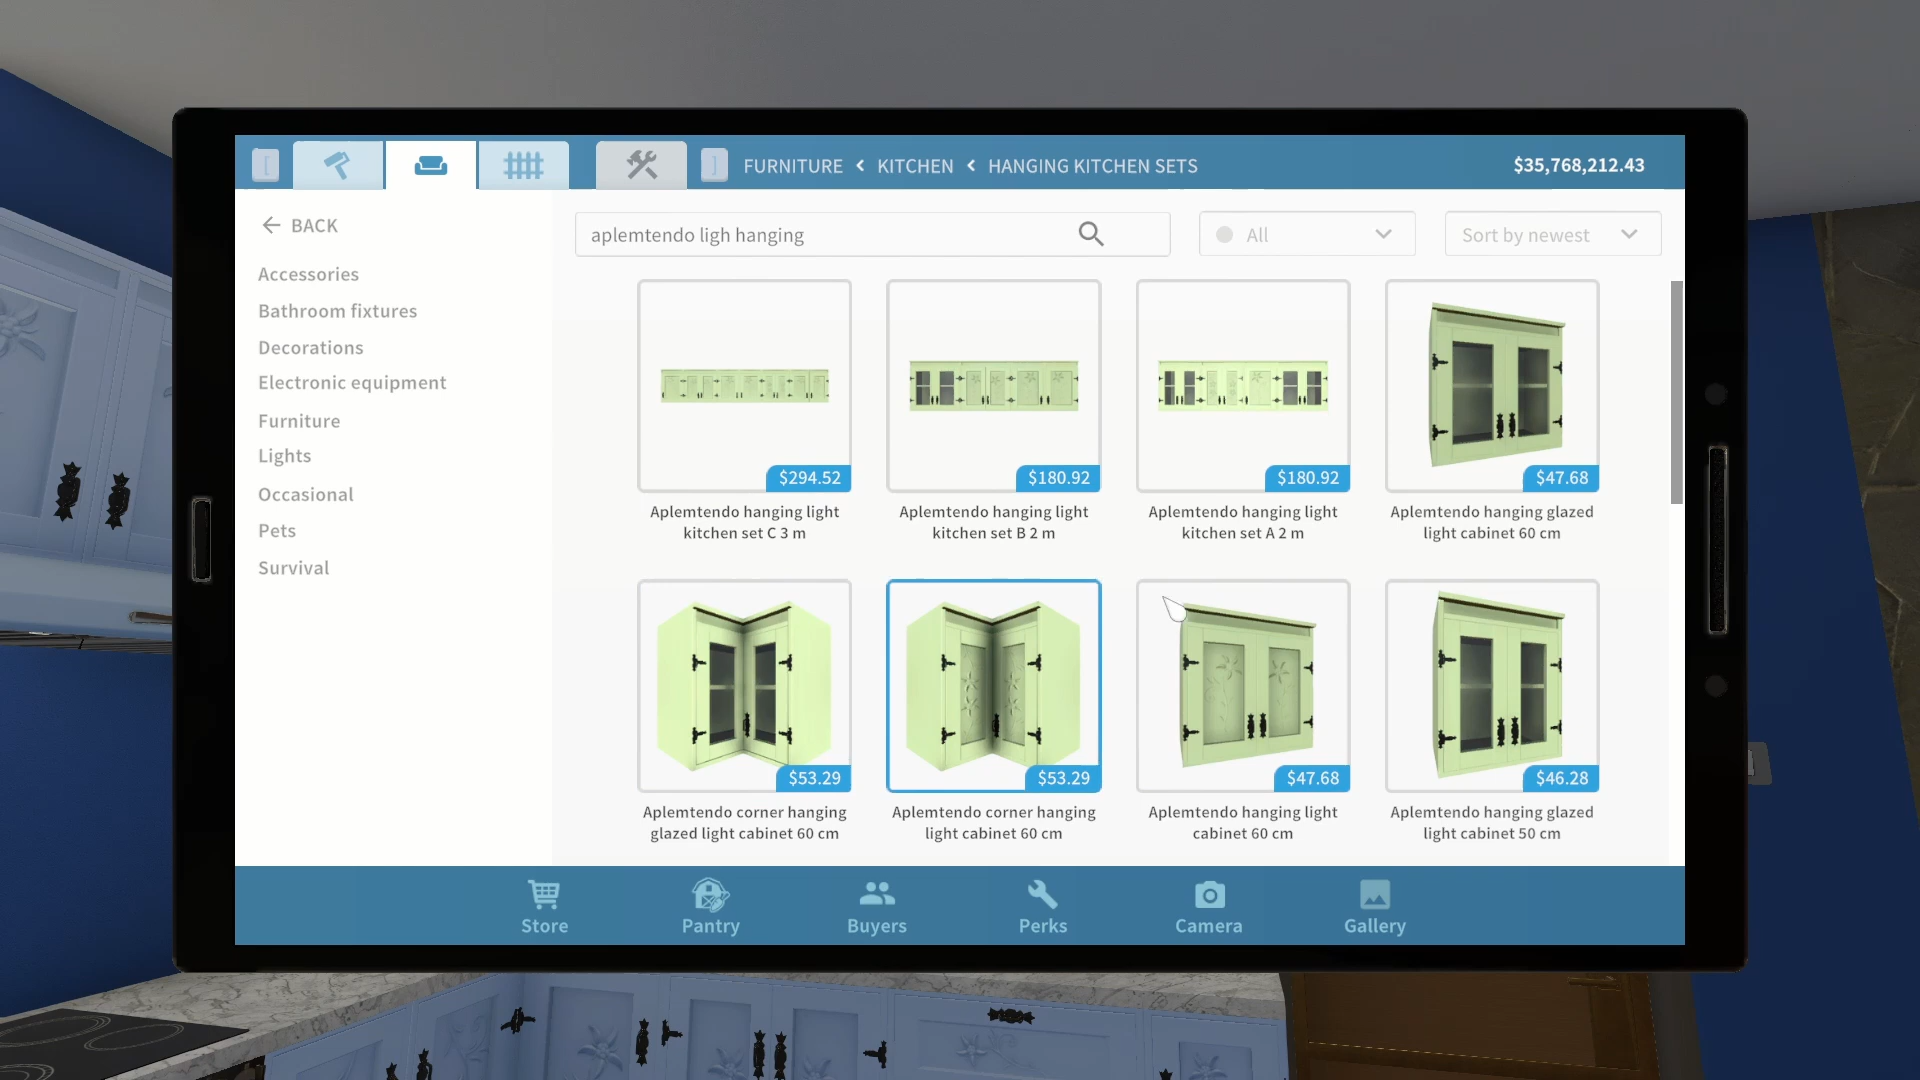 [
]
FURNITURE < KITCHEN < HANGING KITCHEN SETS
$35,768,212.43
BACK
Accessories
Bathroom fixtures
Decorations
Electronic equipment
Furniture
Lights
Occasional
Pets
Survival
aplemtendo ligh hanging
All
Sort by newest
$294.52
Aplemtendo hanging light
kitchen set C 3 m
$180.92
Aplemtendo hanging light
kitchen set B 2 m
$180.92
Aplemtendo hanging light
kitchen set A 2 m
$47.68
Aplemtendo hanging glazed
light cabinet 60 cm
$53.29
Aplemtendo corner hanging
glazed light cabinet 60 cm
$53.29
Aplemtendo corner hanging
light cabinet 60 cm
$47.68
Aplemtendo hanging light
cabinet 60 cm
$46.28
Aplemtendo hanging glazed
light cabinet 50 cm
Store
Pantry
Buyers
Perks
Camera
Gallery